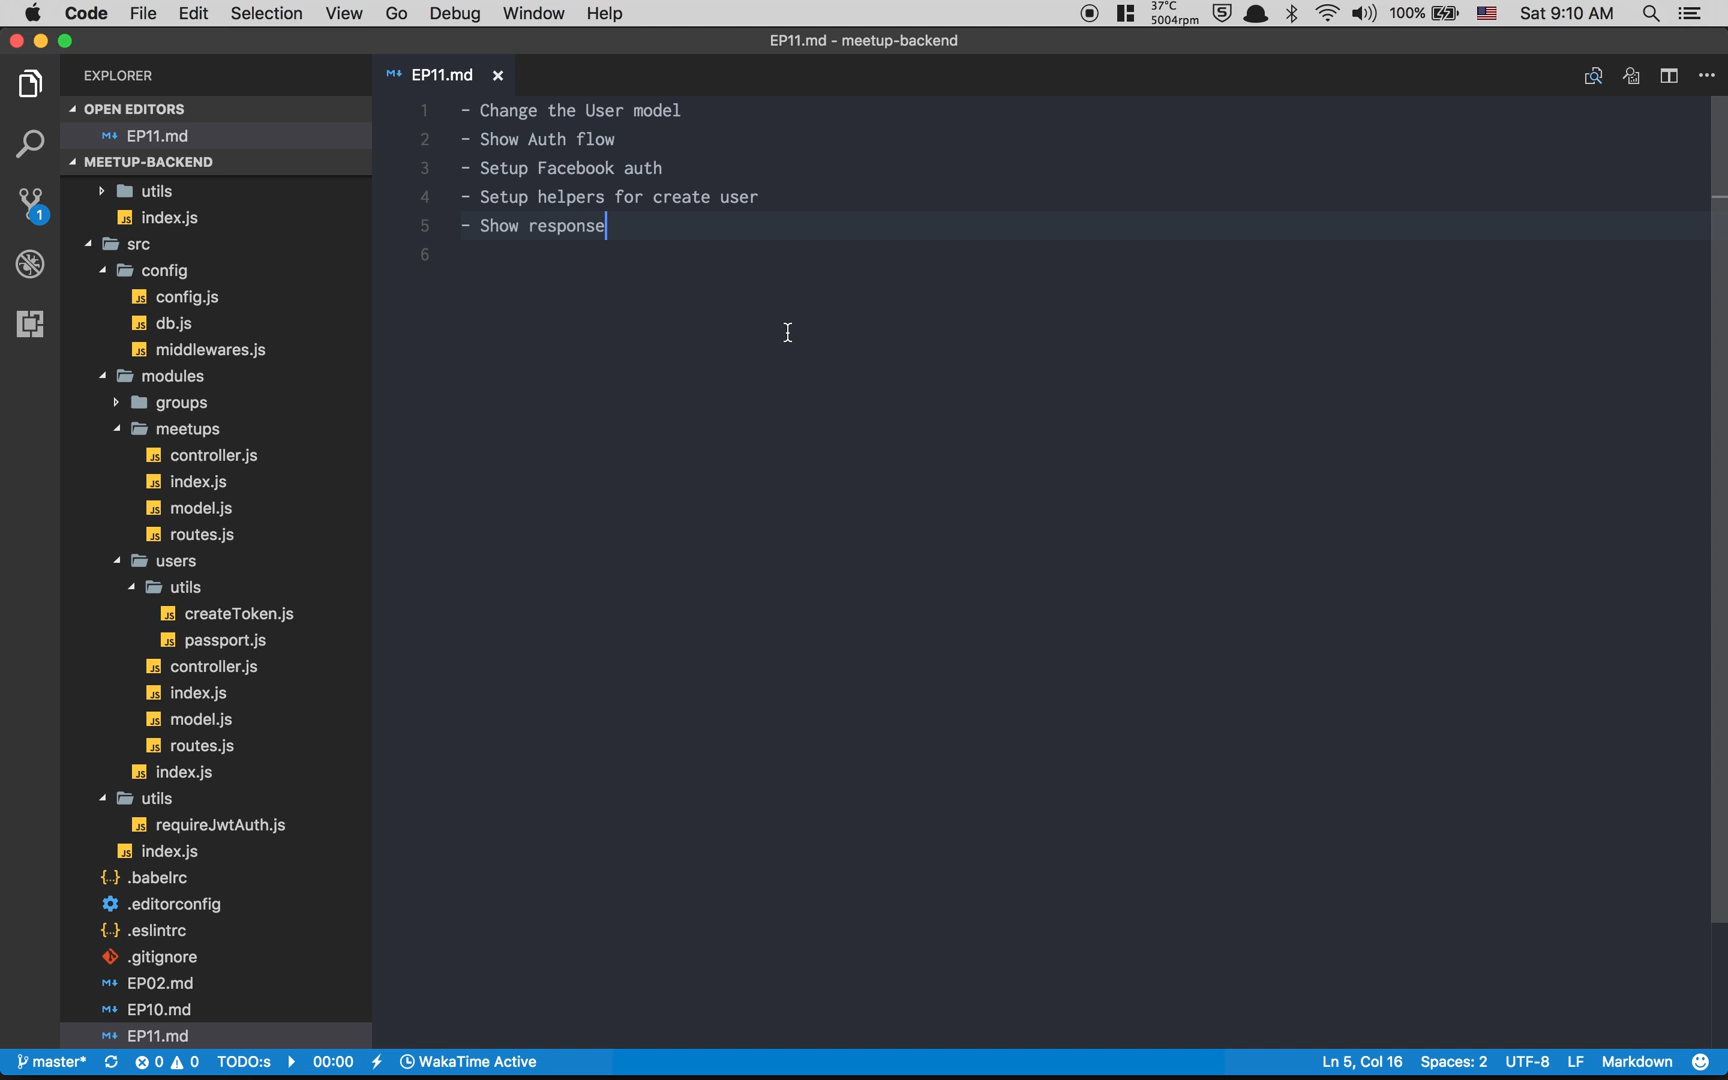 Code File Edit Selection View Go Debug Window Help 37°C 5004rpm 100% Sat 9:10 AM
EP11.md - meetup-backend
EXPLORER
EP11.md
OPEN EDITORS
EP11.md
MEETUP-BACKEND
utils
index.js
src
config
config.js
db.js
middlewares.js
modules
groups
meetups
controller.js
index.js
model.js
routes.js
users
utils
createToken.js
passport.js
controller.js
index.js
model.js
routes.js
index.js
utils
requireJwtAuth.js
index.js
.babelrc
.editorconfig
.eslintrc
.gitignore
EP02.md
EP10.md
EP11.md
1 - Change the User model
2 - Show Auth flow
3 - Setup Facebook auth
4 - Setup helpers for create user
5 - Show response
6
master* 0 0 TODO:s 00:00 WakaTime Active Ln 5, Col 16 Spaces: 2 UTF-8 LF Markdown